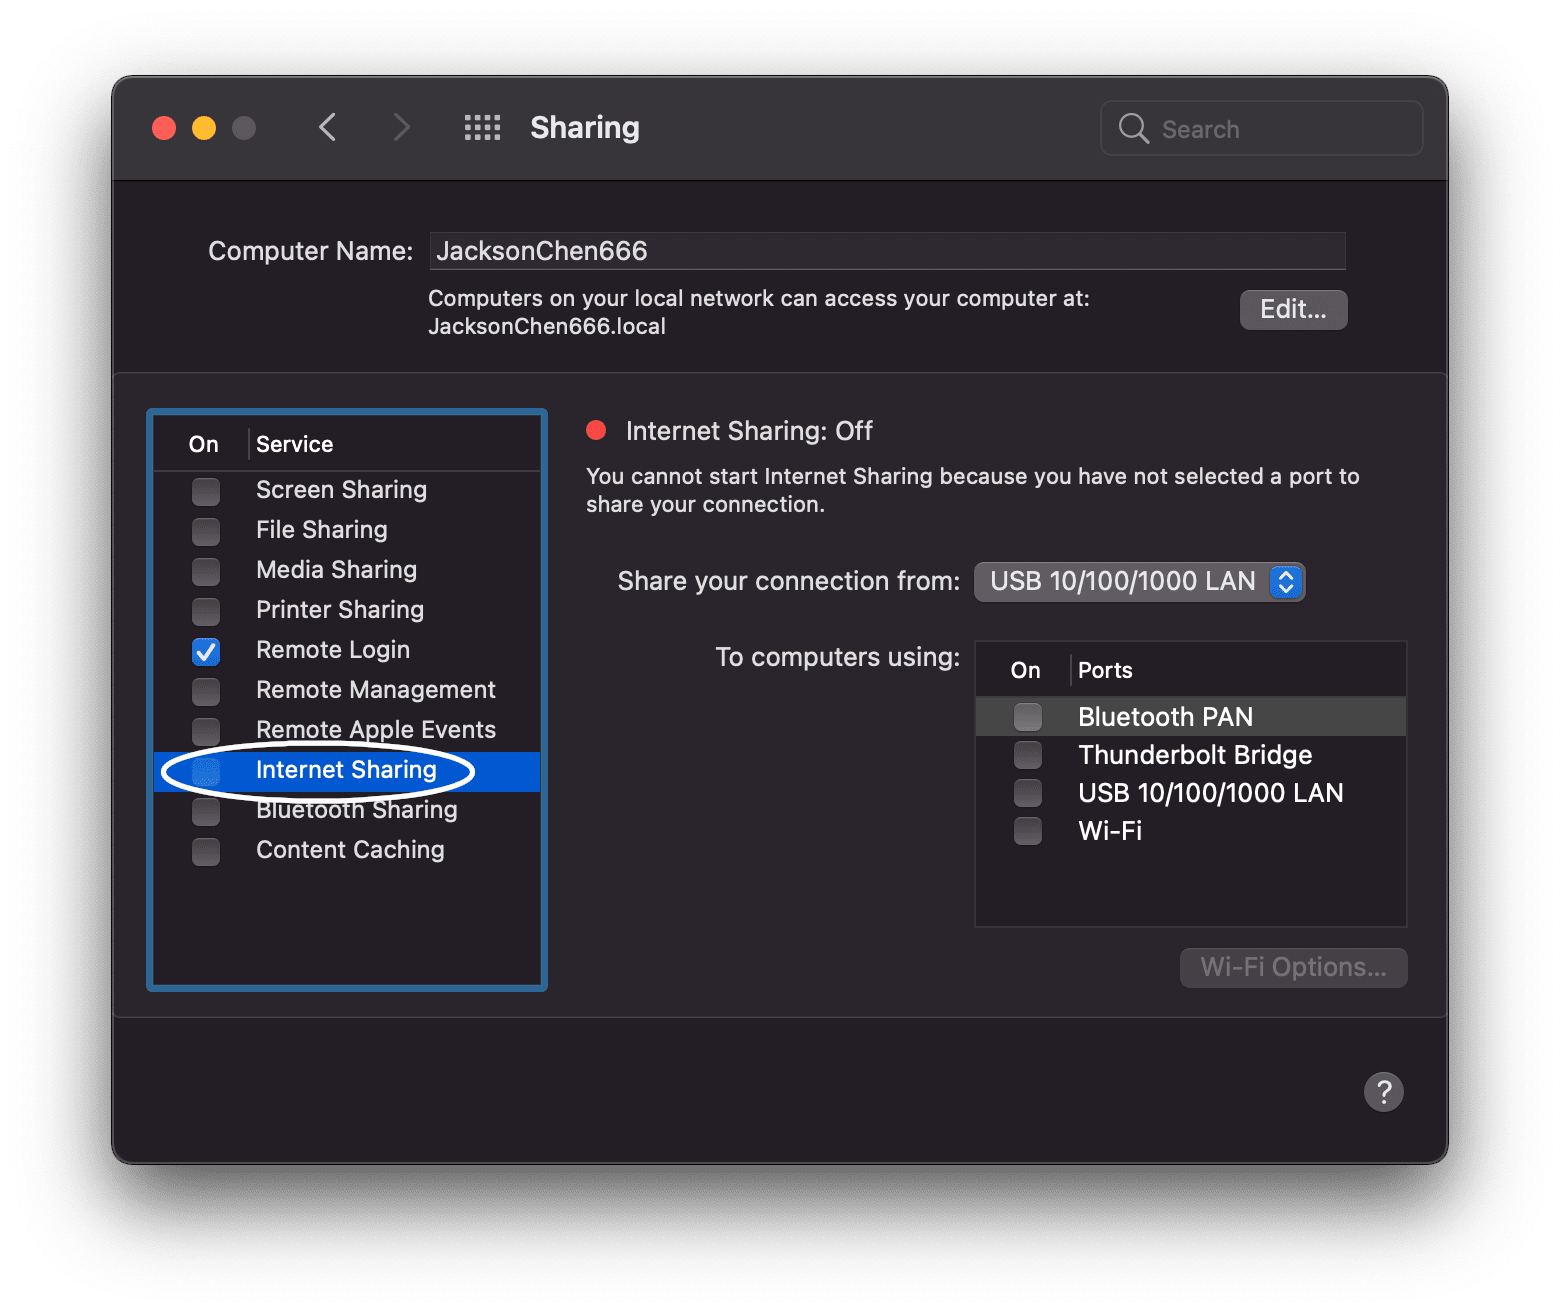 Sharing
Search
Computer Name: JacksonChen666
Computers on your local network can access your computer at:
JacksonChen666.local
Edit...
On Service
Screen Sharing
File Sharing
Media Sharing
Printer Sharing
Remote Login
Remote Management
Remote Apple Events
Internet Sharing
Bluetooth Sharing
Content Caching
Internet Sharing: Off
You cannot start Internet Sharing because you have not selected a port to
share your connection.
Share your connection from: USB 10/100/1000 LAN
To computers using:
On Ports
Bluetooth PAN
Thunderbolt Bridge
USB 10/100/1000 LAN
Wi-Fi
Wi-Fi Options...
?